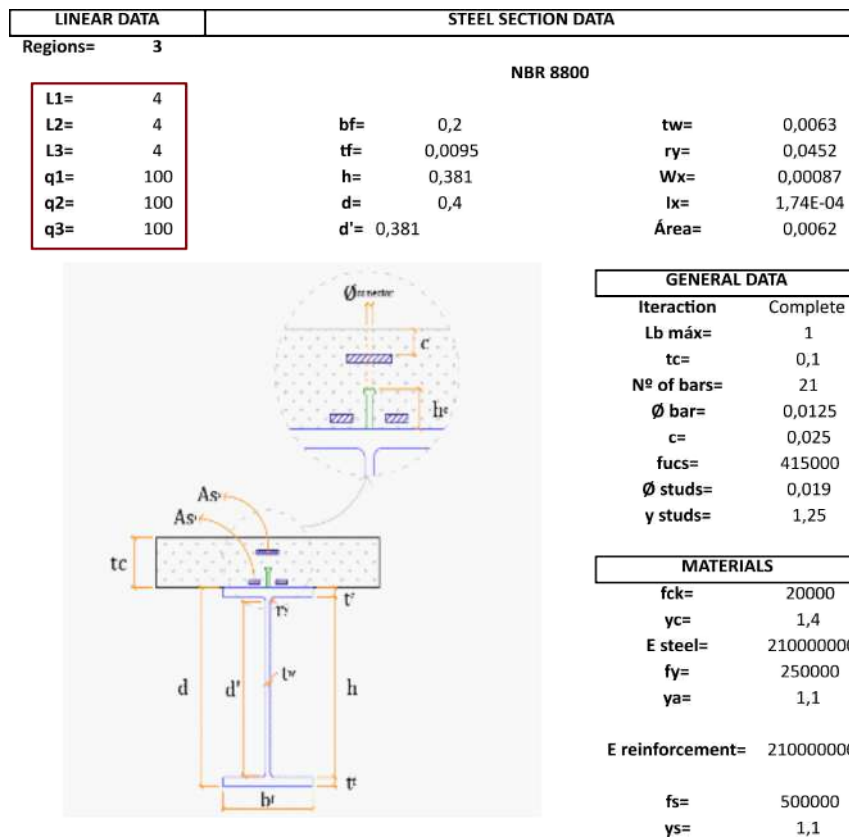 LINEAR DATA STEEL SECTION DATA
Regions= 3
NBR 8800
L1= 4
L2= 4 bf= 0,2 tw= 0,0063
L3= 4 tf= 0,0095 ry= 0,0452
q1= 100 h= 0,381 Wx= 0,00087
q2= 100 d= 0,4 Ix= 1,74E-04
q3= 100 d'= 0,381 Área= 0,0062
GENERAL DATA
Iteraction Complete
Lb máx= 1
tc= 0,1
Nº of bars= 21
Ø bar= 0,0125
c= 0,025
fucs= 415000
Ø studs= 0,019
y studs= 1,25
MATERIALS
fck= 20000
yc= 1,4
E steel= 210000000
fy= 250000
ya= 1,1
E reinforcement= 210000000
fs= 500000
ys= 1,1
Øconnector
c
As
As
tc
d d' h